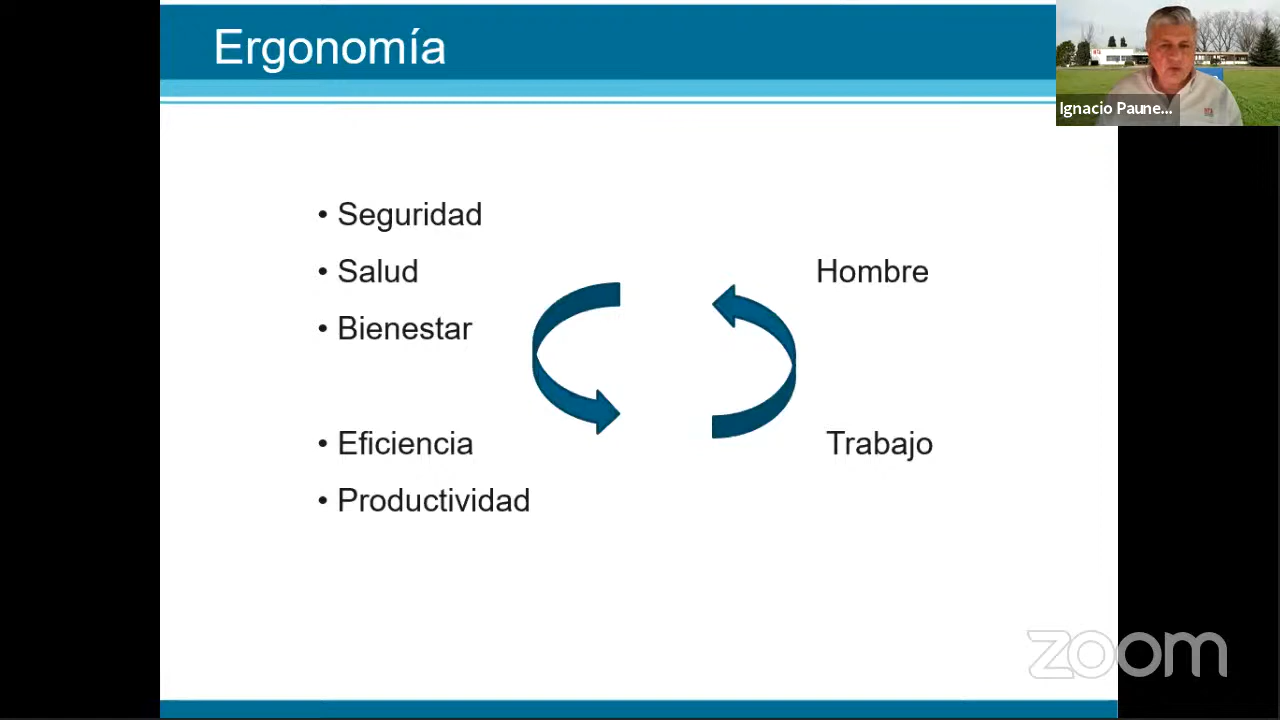 Ergonomía
Ignacio Paune...
• Seguridad
• Salud
Hombre
• Bienestar
• Eficiencia
Trabajo
• Productividad
zoom